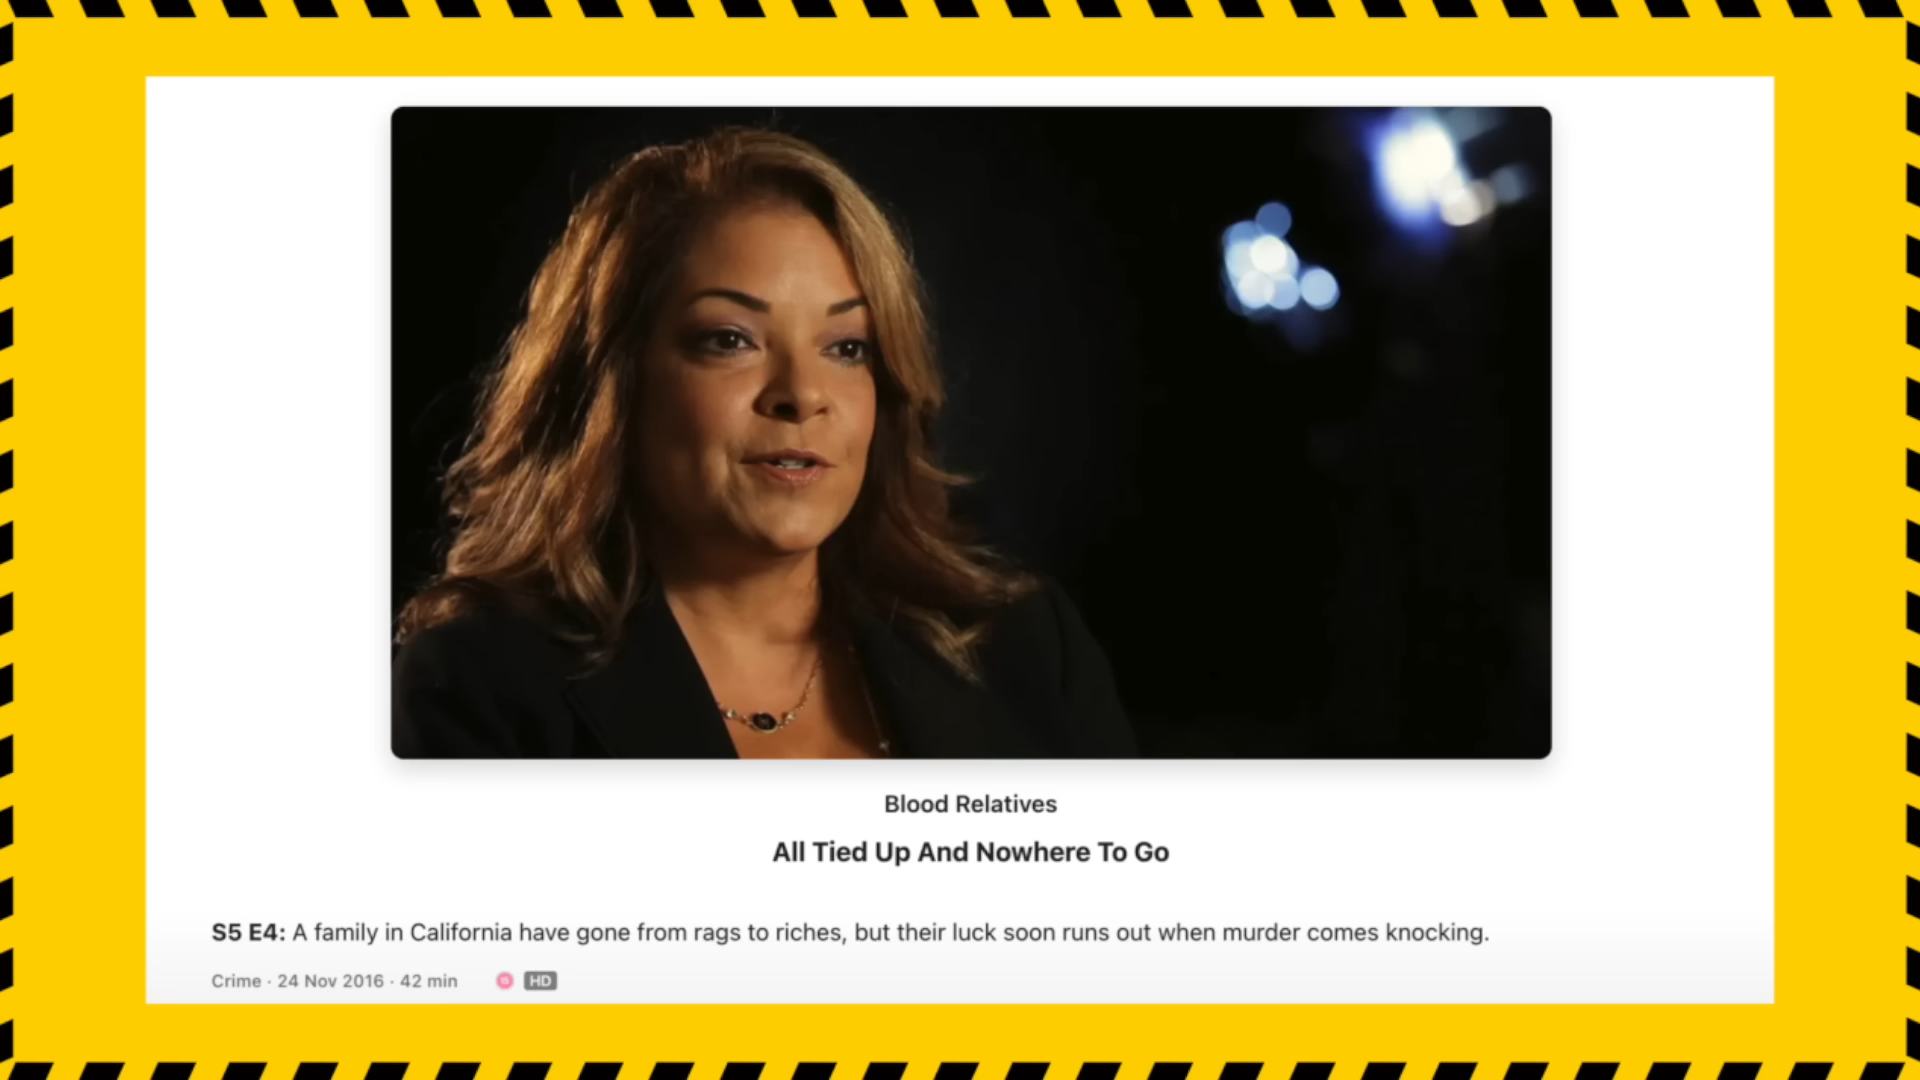 Blood Relatives
All Tied Up And Nowhere To Go
S5 E4: A family in California have gone from rags to riches, but their luck soon runs out when murder comes knocking.
Crime · 24 Nov 2016 · 42 min HD